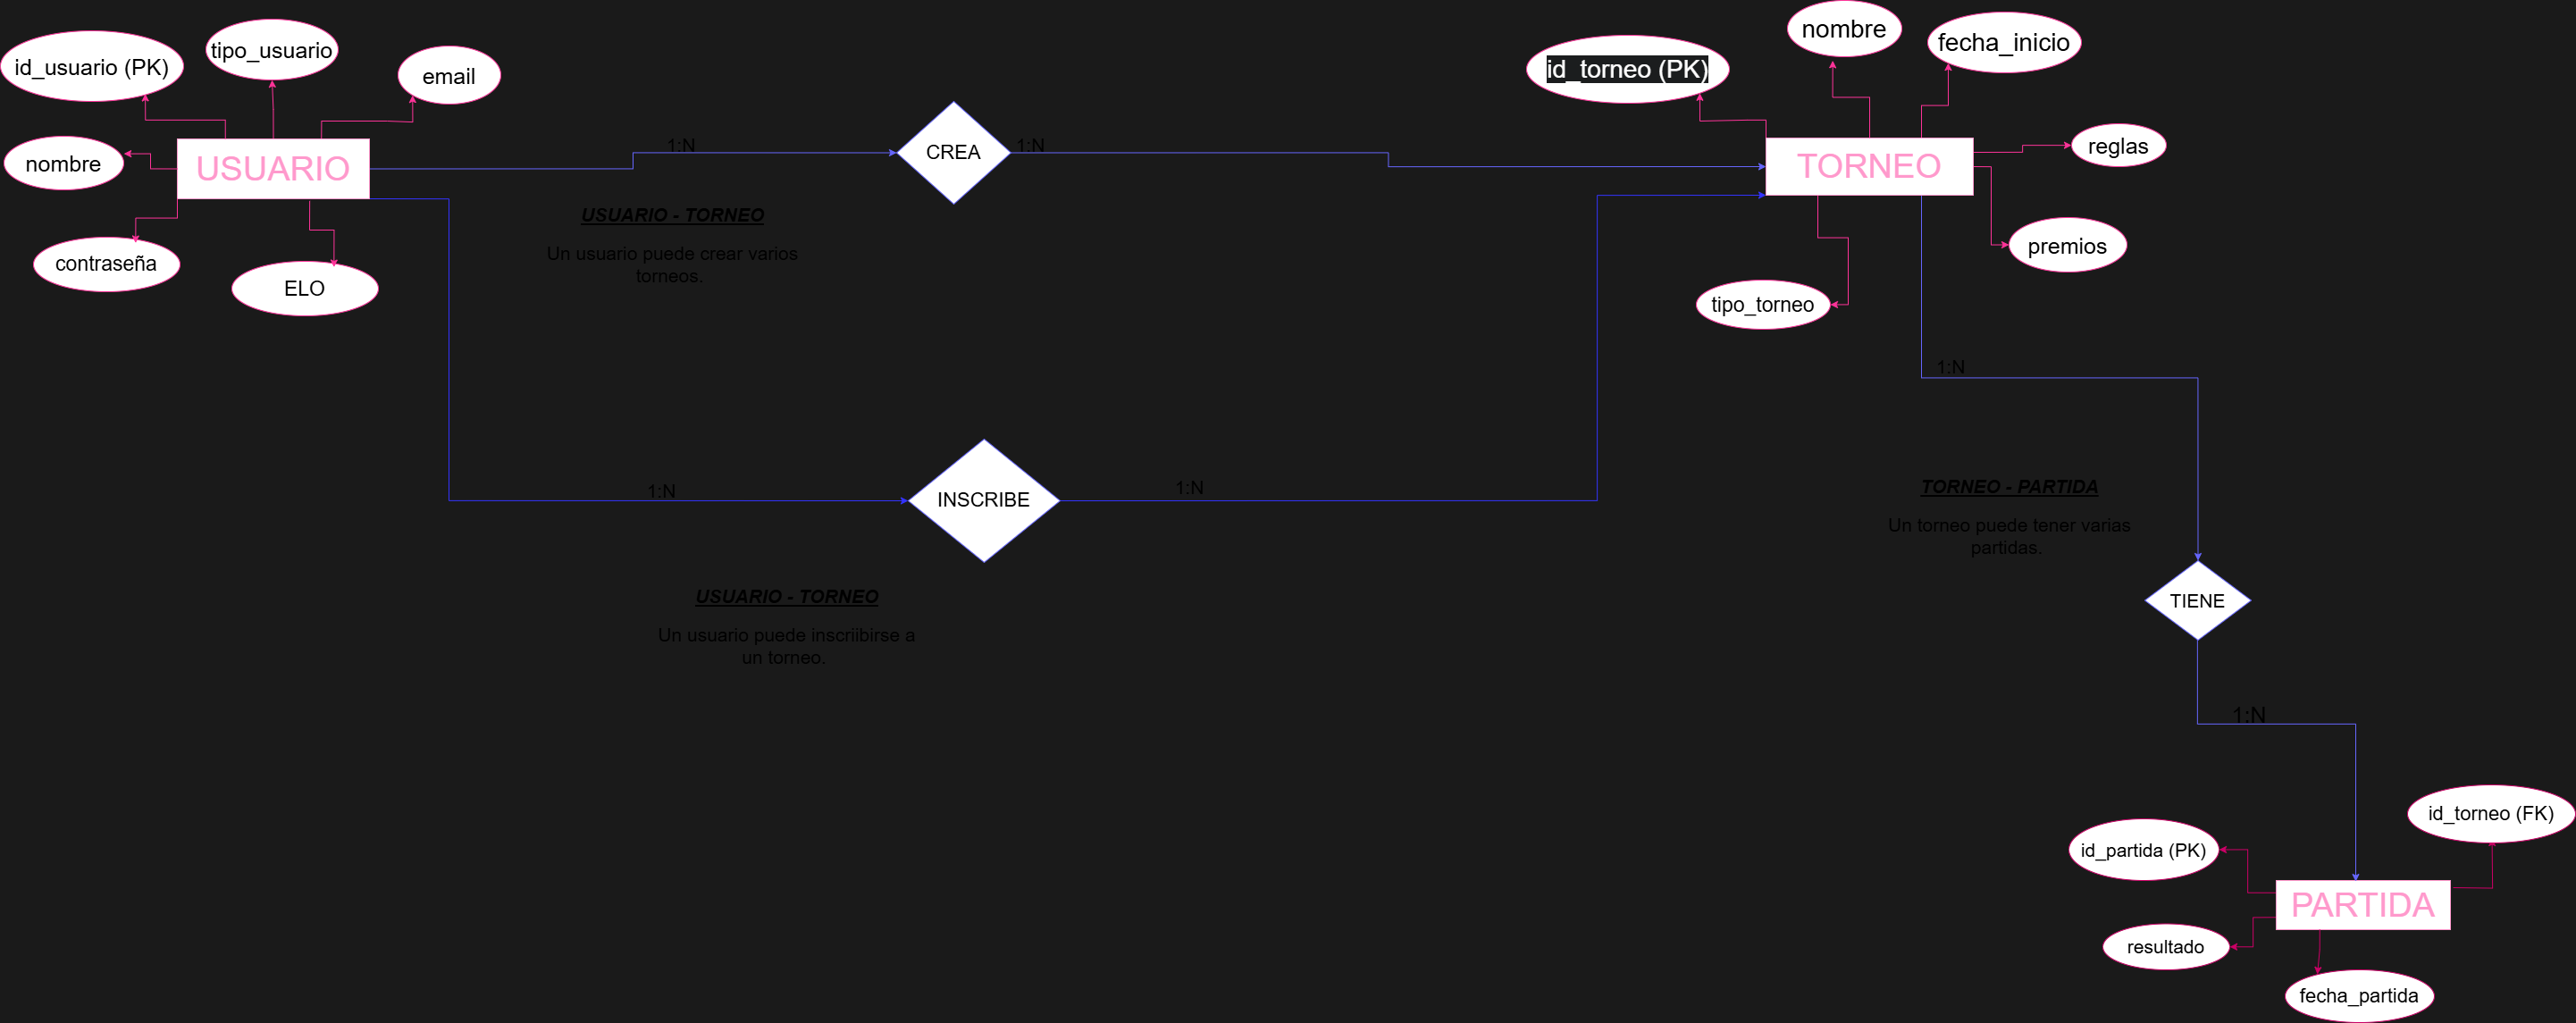 id_usuario (PK)
tipo_usuario
email
nombre
USUARIO
contraseña
ELO
1:N
CREA
1:N
USUARIO - TORNEO
Un usuario puede crear varios
torneos.
id_torneo (PK)
nombre
fecha_inicio
TORNEO
reglas
premios
tipo_torneo
1:N
1:N
INSCRIBE
1:N
USUARIO - TORNEO
Un usuario puede inscriibirse a
un torneo.
TORNEO - PARTIDA
Un torneo puede tener varias
partidas.
TIENE
1:N
id_torneo (FK)
id_partida (PK)
PARTIDA
resultado
fecha_partida